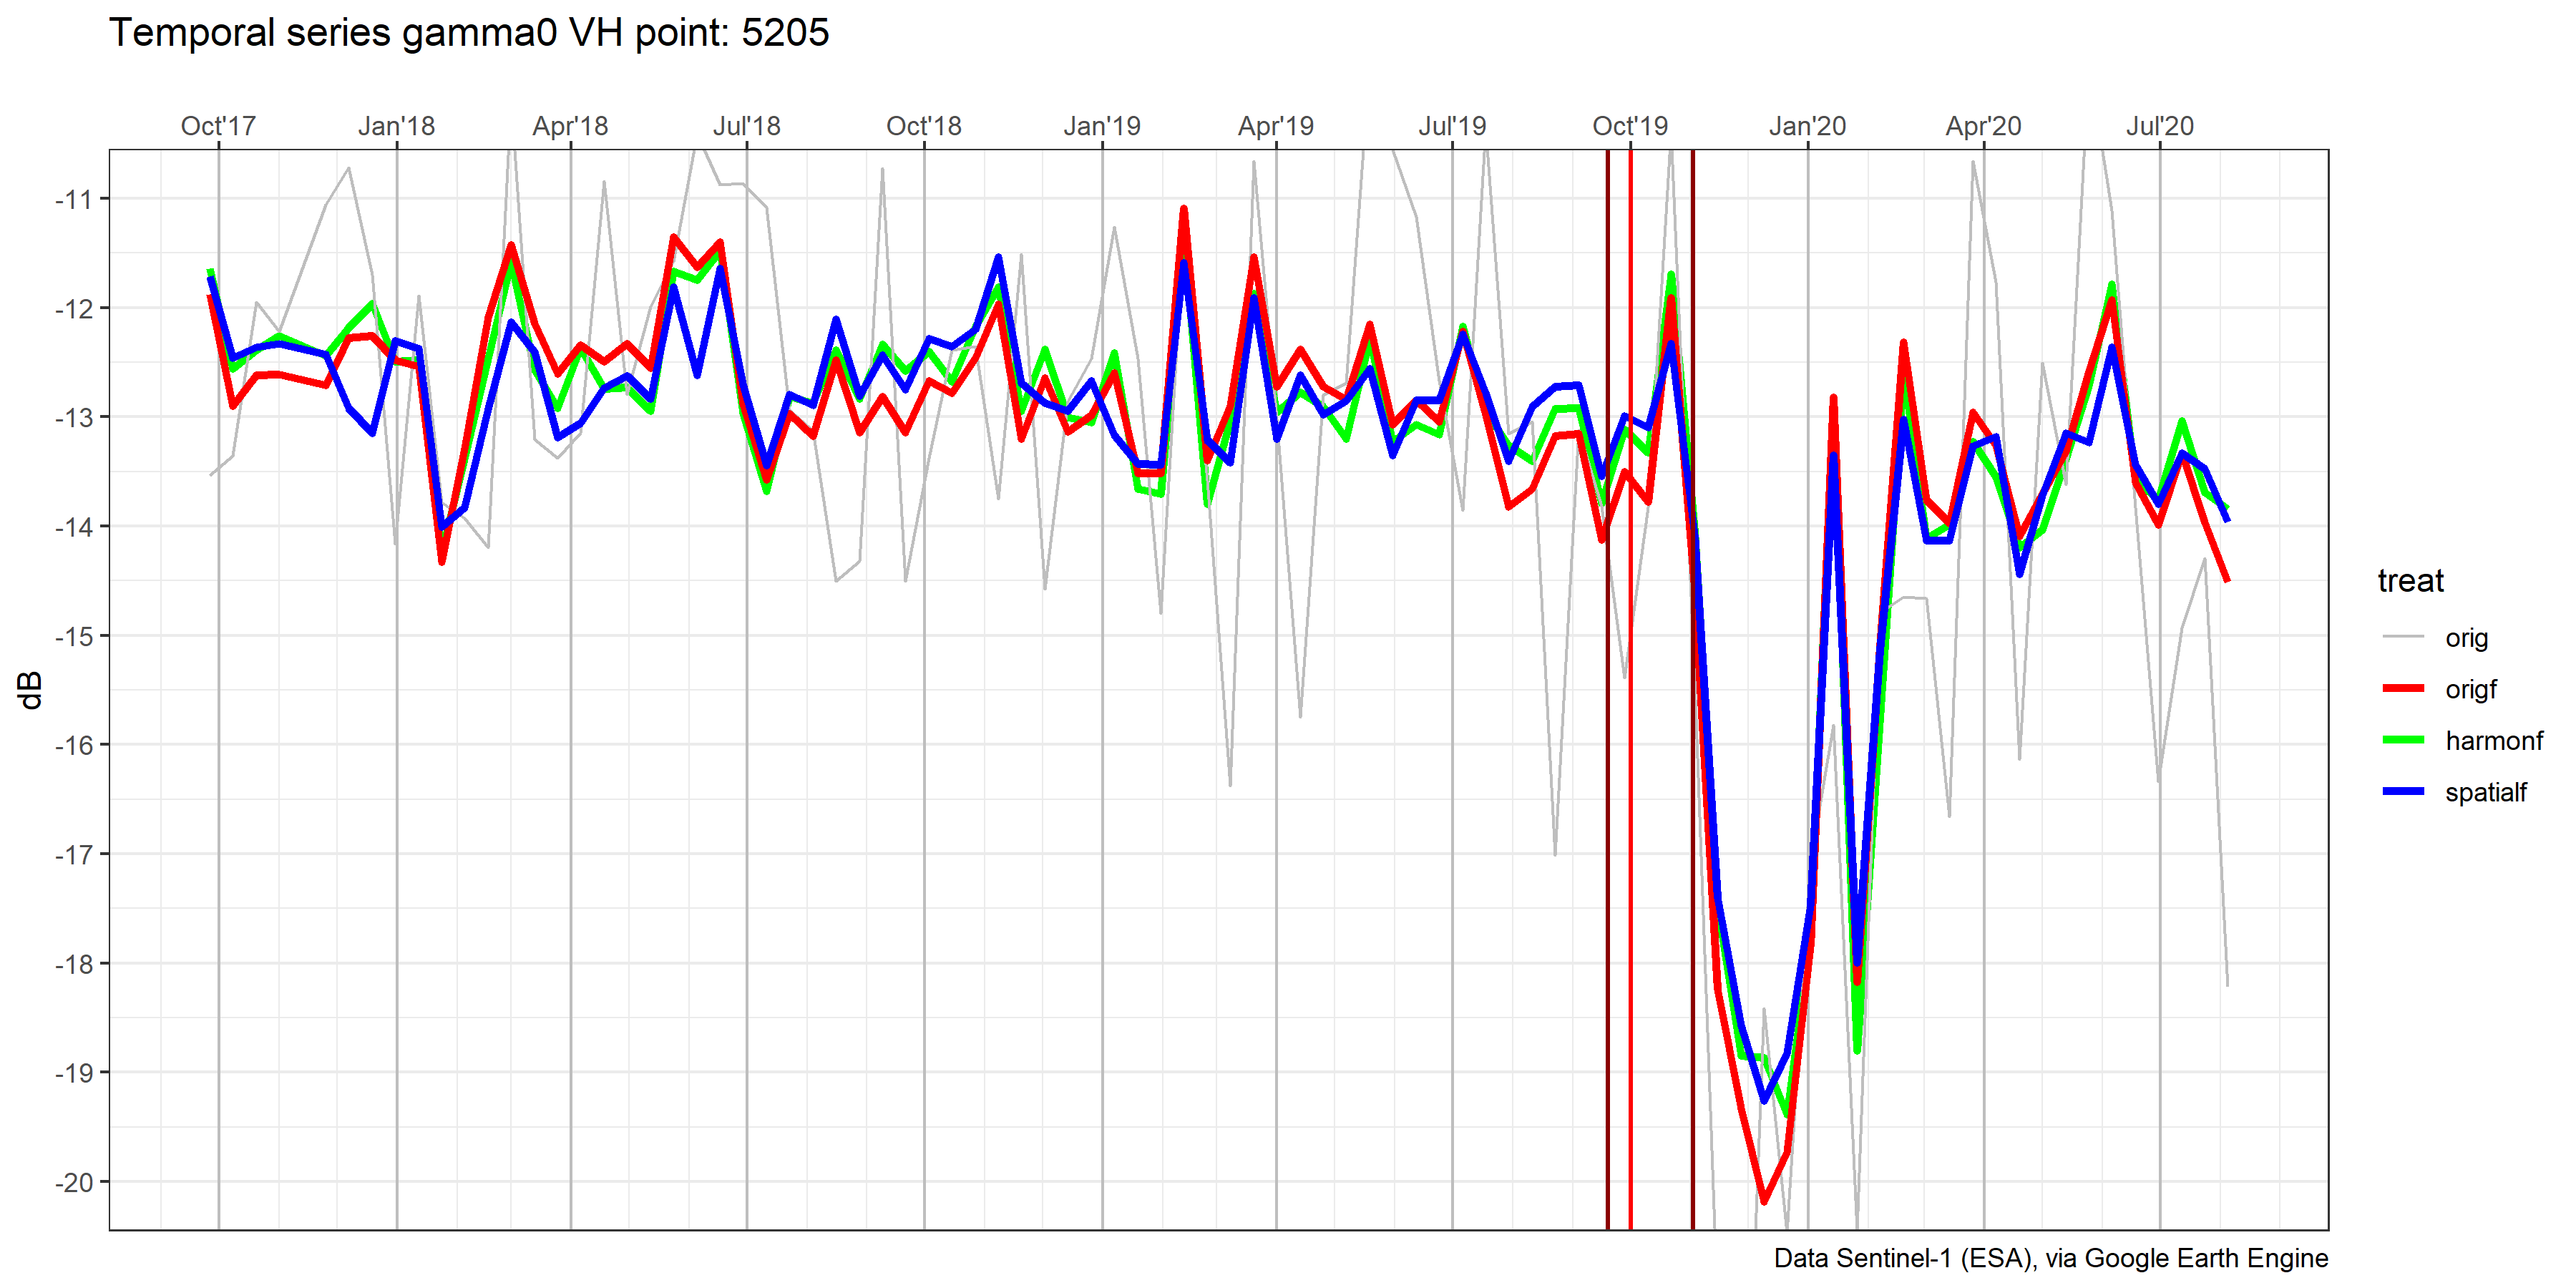 Temporal series gamma0 VH point: 5205
Oct'17 Jan'18 Apr'18 Jul'18 Oct'18 Jan'19 Apr'19 Jul'19 Oct'19 Jan'20 Apr'20 Jul'20
-11
-12
-13
-14
-15
-16
-17
-18
-19
-20
dB
treat
orig
origf
harmonf
spatialf
Data Sentinel-1 (ESA), via Google Earth Engine